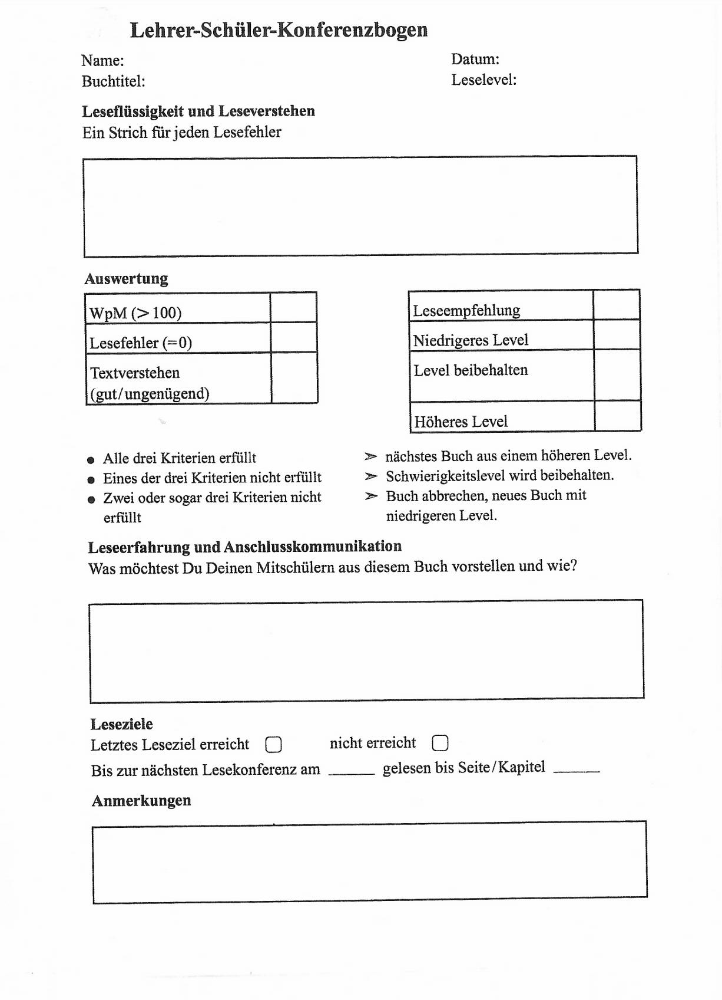 Lehrer-Schüler-Konferenzbogen
Name: Datum:
Buchtitel: Leselevel:
Leseflüssigkeit und Leseverstehen
Ein Strich für jeden Lesefehler
Auswertung
WpM (> 100)
Lesefehler (=0)
Textverstehen
(gut/ungenügend)
Leseempfehlung
Niedrigeres Level
Level beibehalten
Höheres Level
● Alle drei Kriterien erfüllt ➢ nächstes Buch aus einem höheren Level.
● Eines der drei Kriterien nicht erfüllt ➢ Schwierigkeitslevel wird beibehalten.
● Zwei oder sogar drei Kriterien nicht ➢ Buch abbrechen, neues Buch mit
erfüllt niedrigeren Level.
Leseerfahrung und Anschlusskommunikation
Was möchtest Du Deinen Mitschülern aus diesem Buch vorstellen und wie?
Leseziele
Letztes Leseziel erreicht ☐ nicht erreicht ☐
Bis zur nächsten Lesekonferenz am ______ gelesen bis Seite/Kapitel ______
Anmerkungen